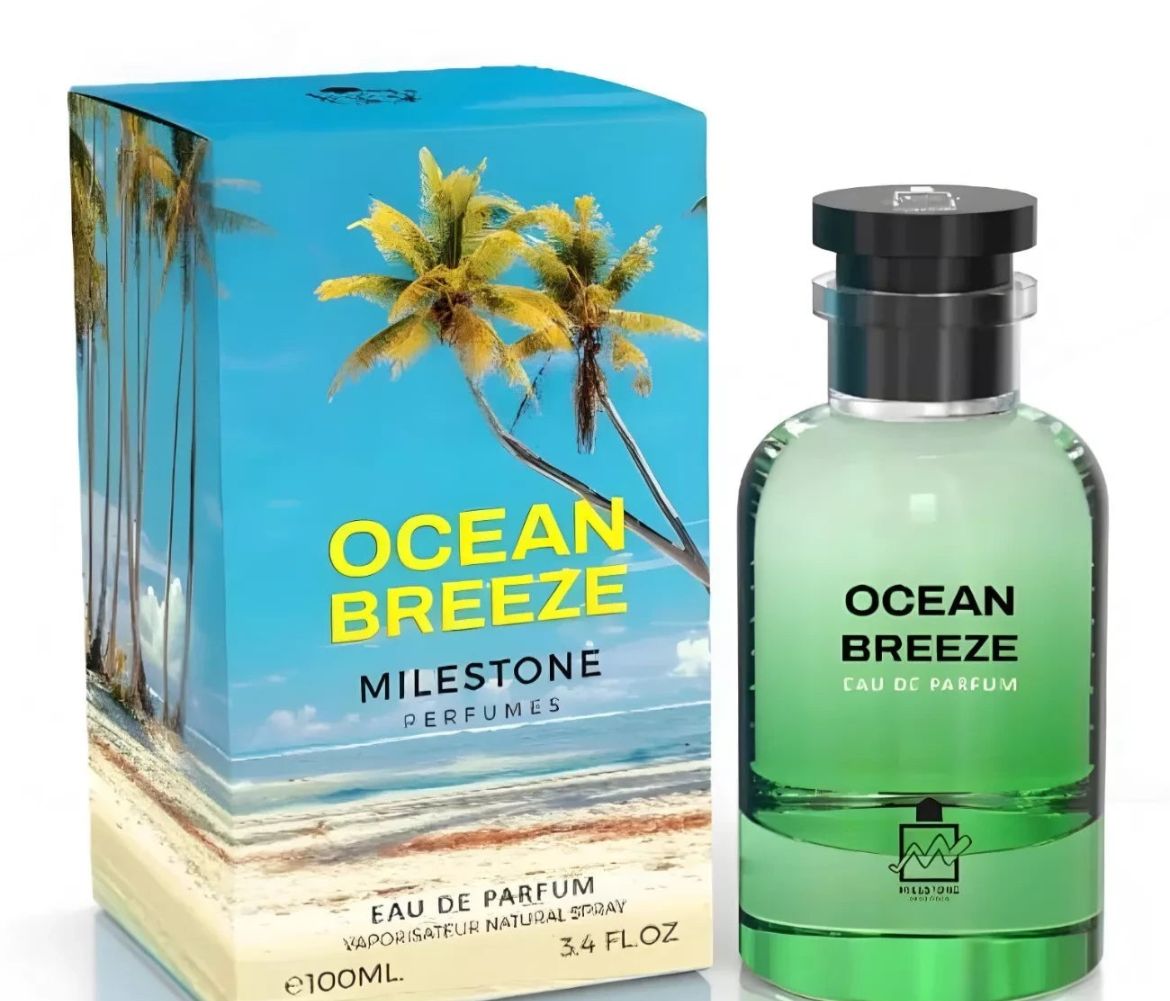 OCEAN
BREEZE
MILESTONE
PERFUMES
EAU DE PARFUM
VAPORISATEUR NATURAL SPRAY
3.4 FL.OZ
℮100ML.
OCEAN
BREEZE
EAU DE PARFUM
MILESTONE